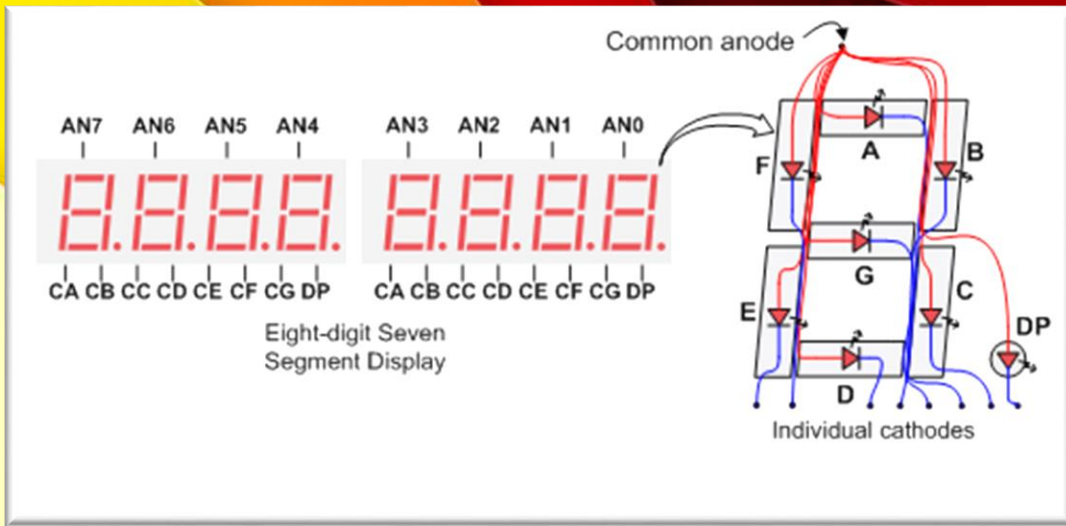 Common anode
AN7 AN6 AN5 AN4 AN3 AN2 AN1 AN0
CA CB CC CD CE CF CG DP CA CB CC CD CE CF CG DP
Eight-digit Seven
Segment Display
A
F
B
G
E
C
DP
D
Individual cathodes